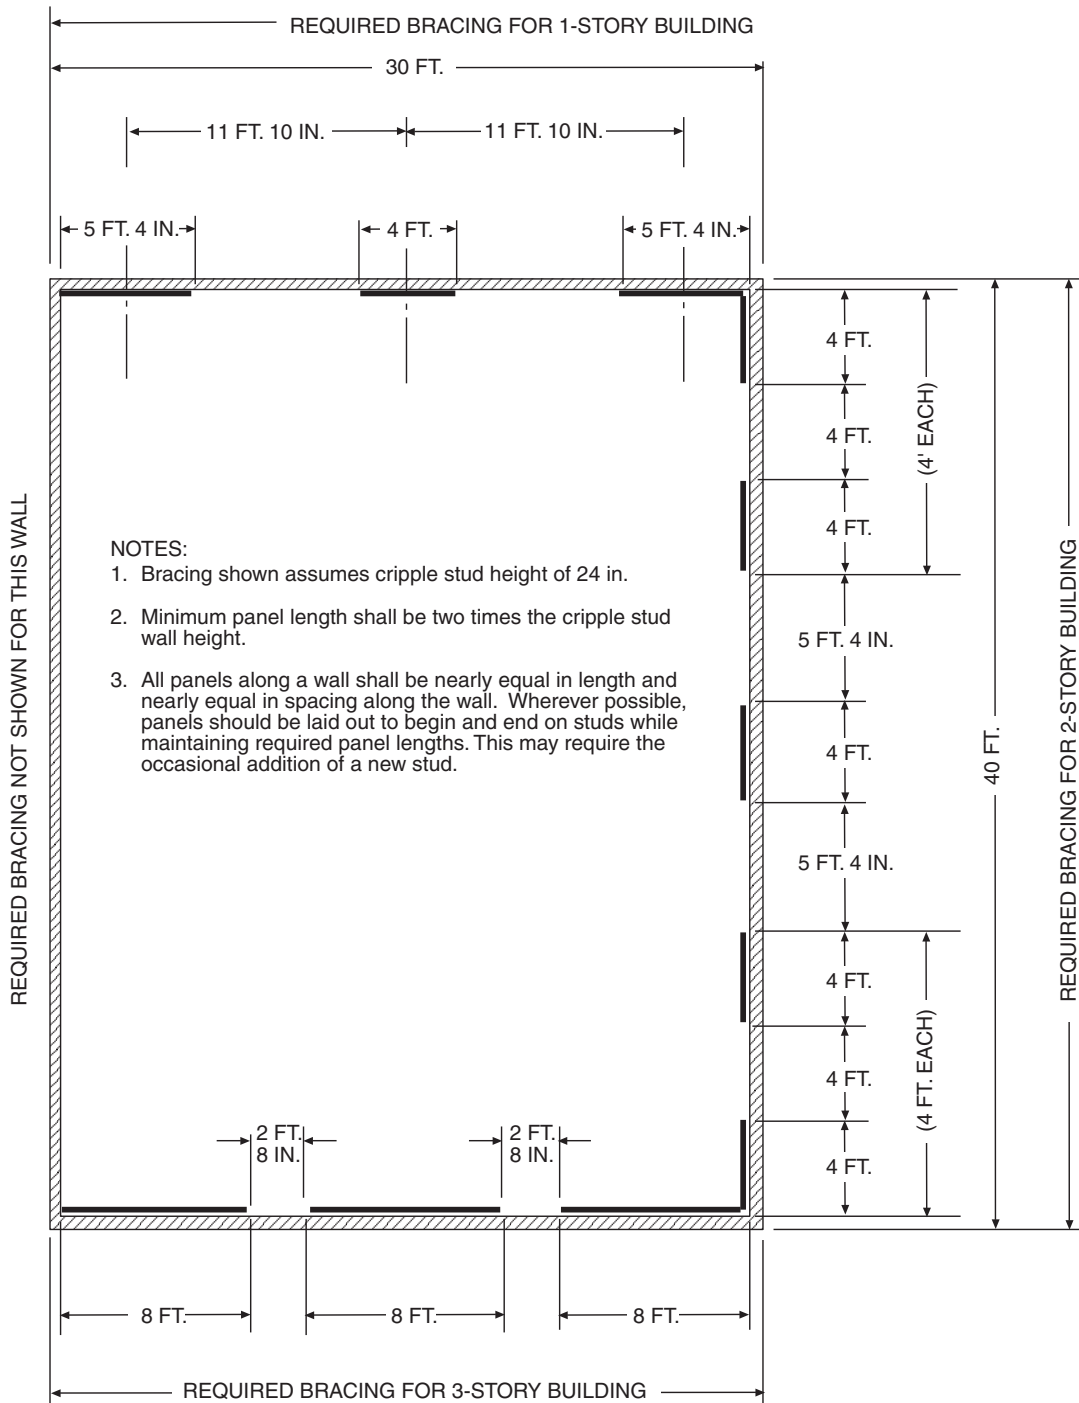 REQUIRED BRACING FOR 1-STORY BUILDING
30 FT.
11 FT. 10 IN.
11 FT. 10 IN.
5 FT. 4 IN.
4 FT.
5 FT. 4 IN.
4 FT.
4 FT.
4 FT.
(4' EACH)
5 FT. 4 IN.
4 FT.
5 FT. 4 IN.
4 FT.
4 FT.
4 FT.
(4 FT. EACH)
40 FT.
REQUIRED BRACING FOR 2-STORY BUILDING
REQUIRED BRACING NOT SHOWN FOR THIS WALL
NOTES:
1. Bracing shown assumes cripple stud height of 24 in.
2. Minimum panel length shall be two times the cripple stud
wall height.
3. All panels along a wall shall be nearly equal in length and
nearly equal in spacing along the wall. Wherever possible,
panels should be laid out to begin and end on studs while
maintaining required panel lengths. This may require the
occasional addition of a new stud.
2 FT.
8 IN.
2 FT.
8 IN.
8 FT.
8 FT.
8 FT.
REQUIRED BRACING FOR 3-STORY BUILDING